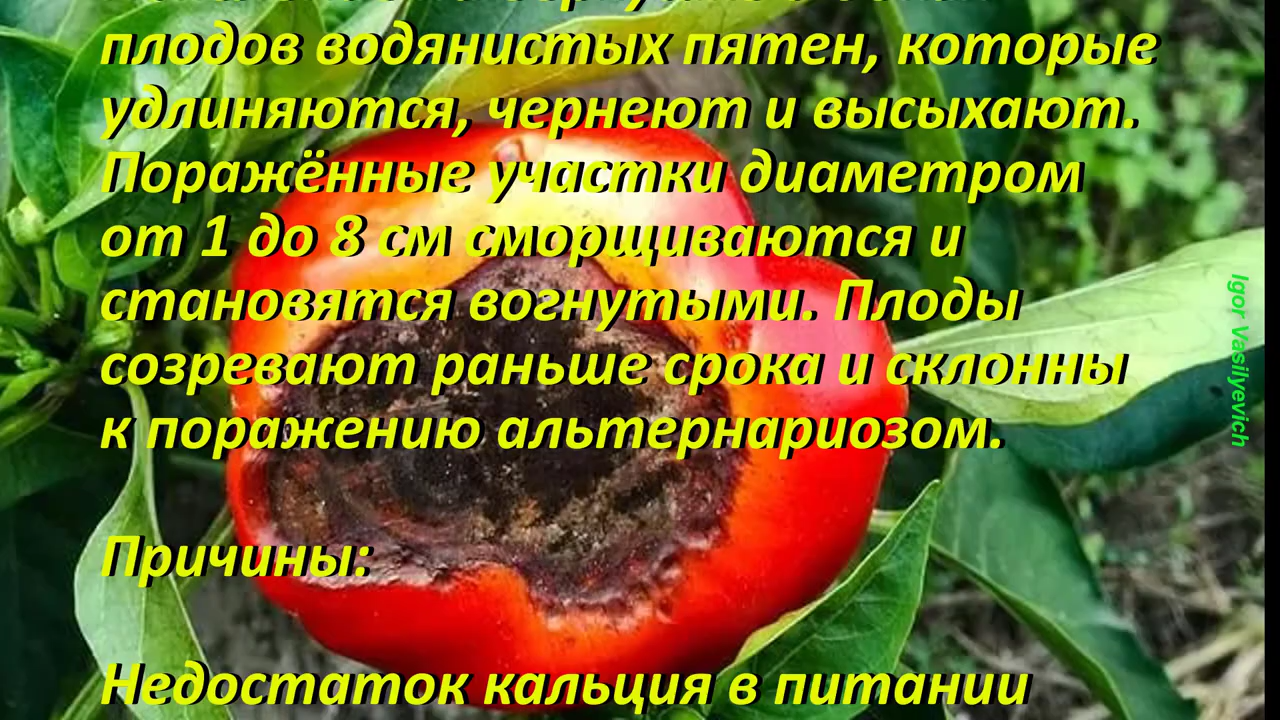 плодов водянистых пятен, которые
удлиняются, чернеют и высыхают.
Поражённые участки диаметром
от 1 до 8 см сморщиваются и
становятся вогнутыми. Плоды
созревают раньше срока и склонны
к поражению альтернариозом.
Причины:
Недостаток кальция в питании
Igor Vasilyevich